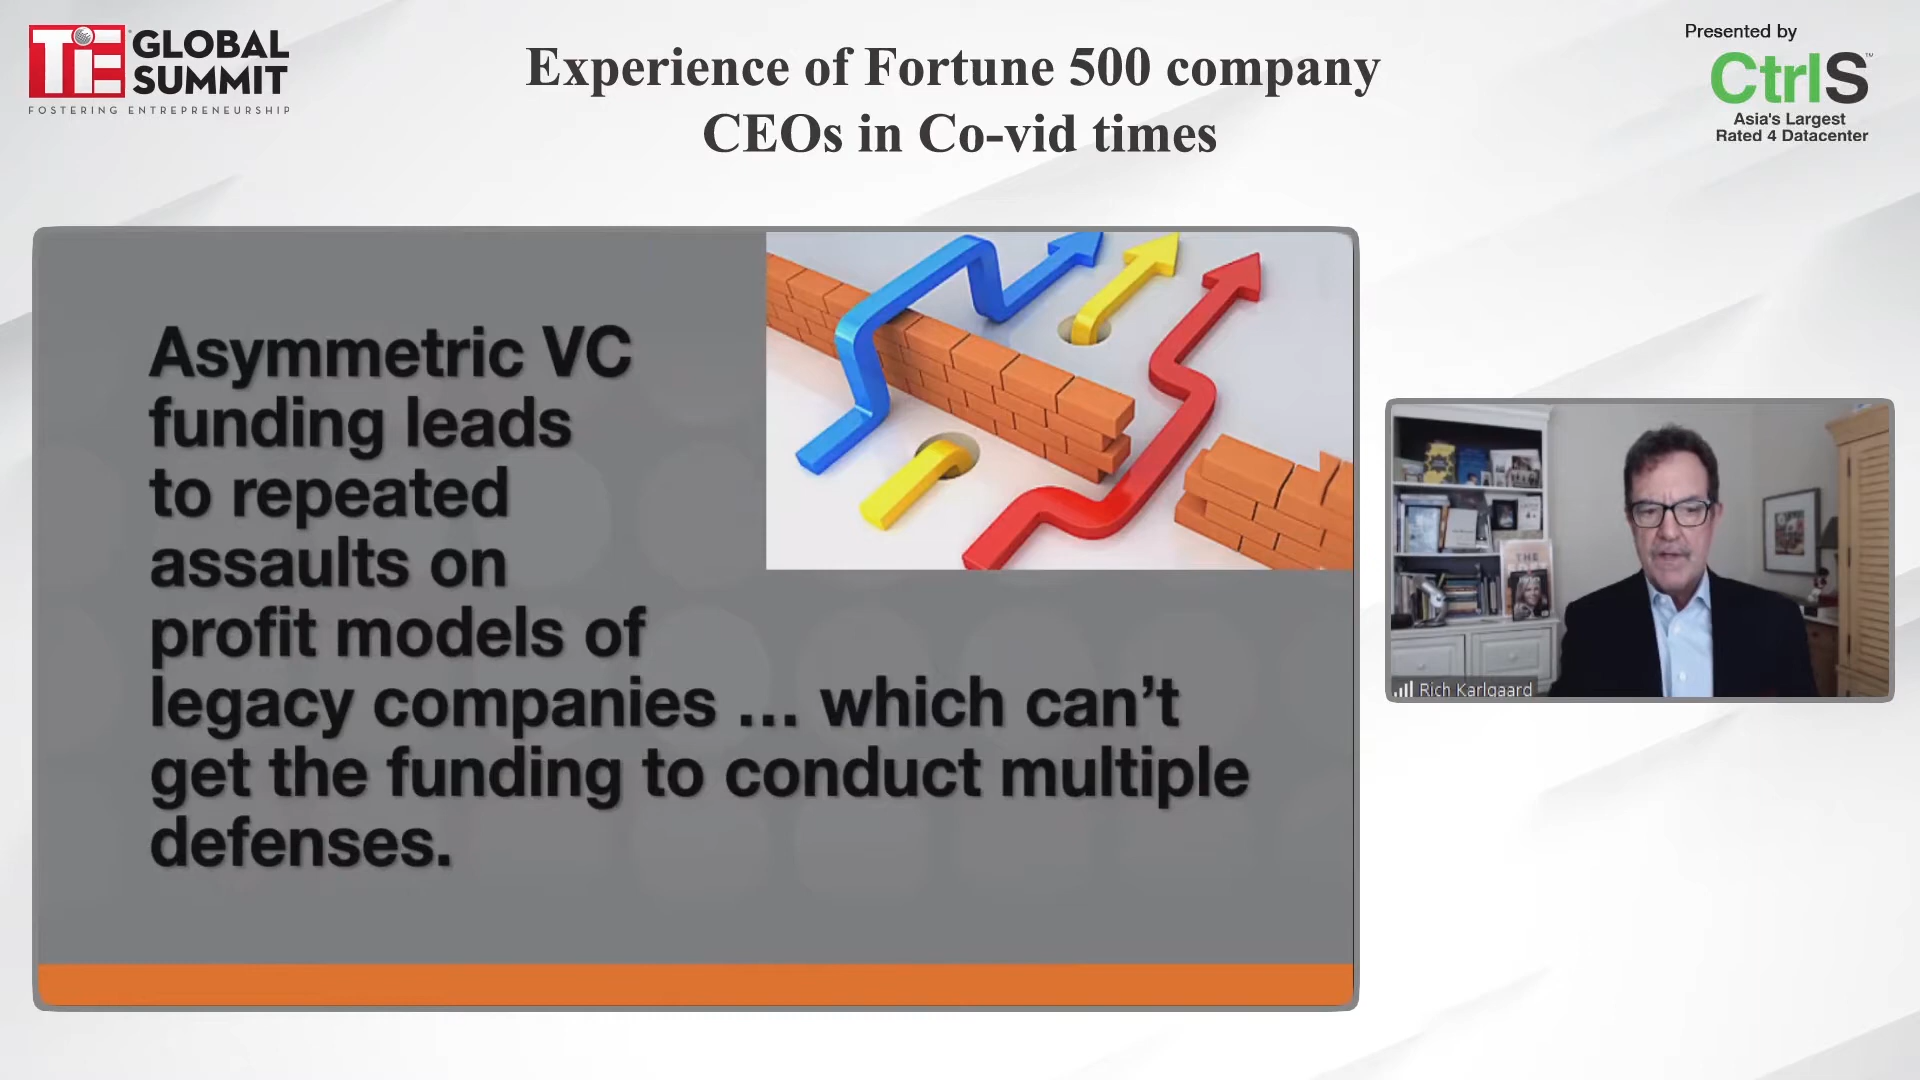 TiE GLOBAL
SUMMIT
FOSTERING ENTREPRENEURSHIP
Experience of Fortune 500 company
CEOs in Co-vid times
Presented by
CtrlS™
Asia's Largest
Rated 4 Datacenter
Asymmetric VC
funding leads
to repeated
assaults on
profit models of
legacy companies … which can’t
get the funding to conduct multiple
defenses.
THE
Rich Karlgaard